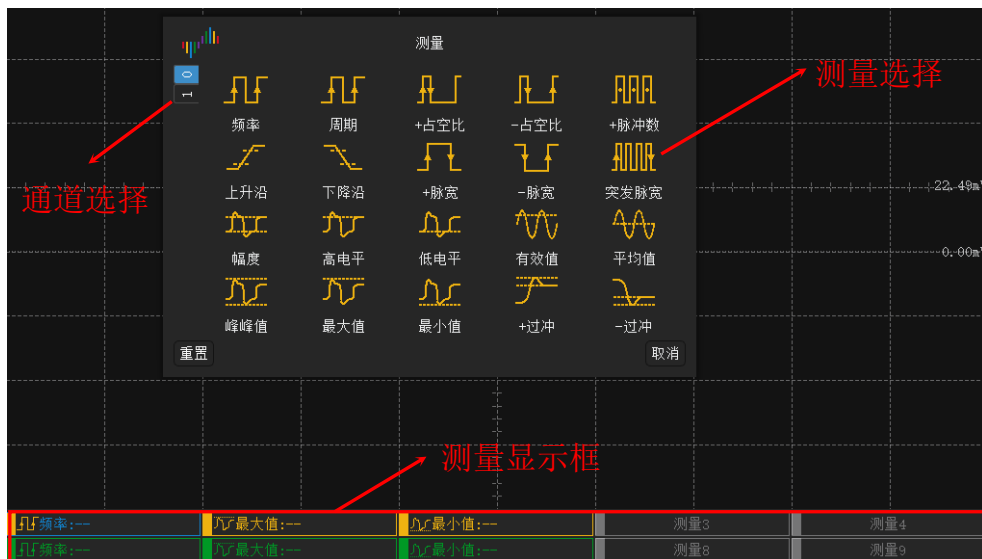 测量
0
1
测量选择
频率 周期 +占空比 -占空比 +脉冲数
上升沿 下降沿 +脉宽 -脉宽 突发脉宽
通道选择
22.49m
幅度 高电平 低电平 有效值 平均值
0.00m
峰峰值 最大值 最小值 +过冲 -过冲
重置 取消
测量显示框
频率:-- 最大值:-- 最小值:-- 测量3 测量4
频率:-- 最大值:-- 最小值:-- 测量8 测量9